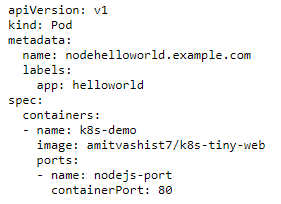 apiVersion: v1
kind: Pod
metadata:
  name: nodehelloworld.example.com
  labels:
    app: helloworld
spec:
  containers:
  - name: k8s-demo
    image: amitvashist7/k8s-tiny-web
    ports:
    - name: nodejs-port
      containerPort: 80